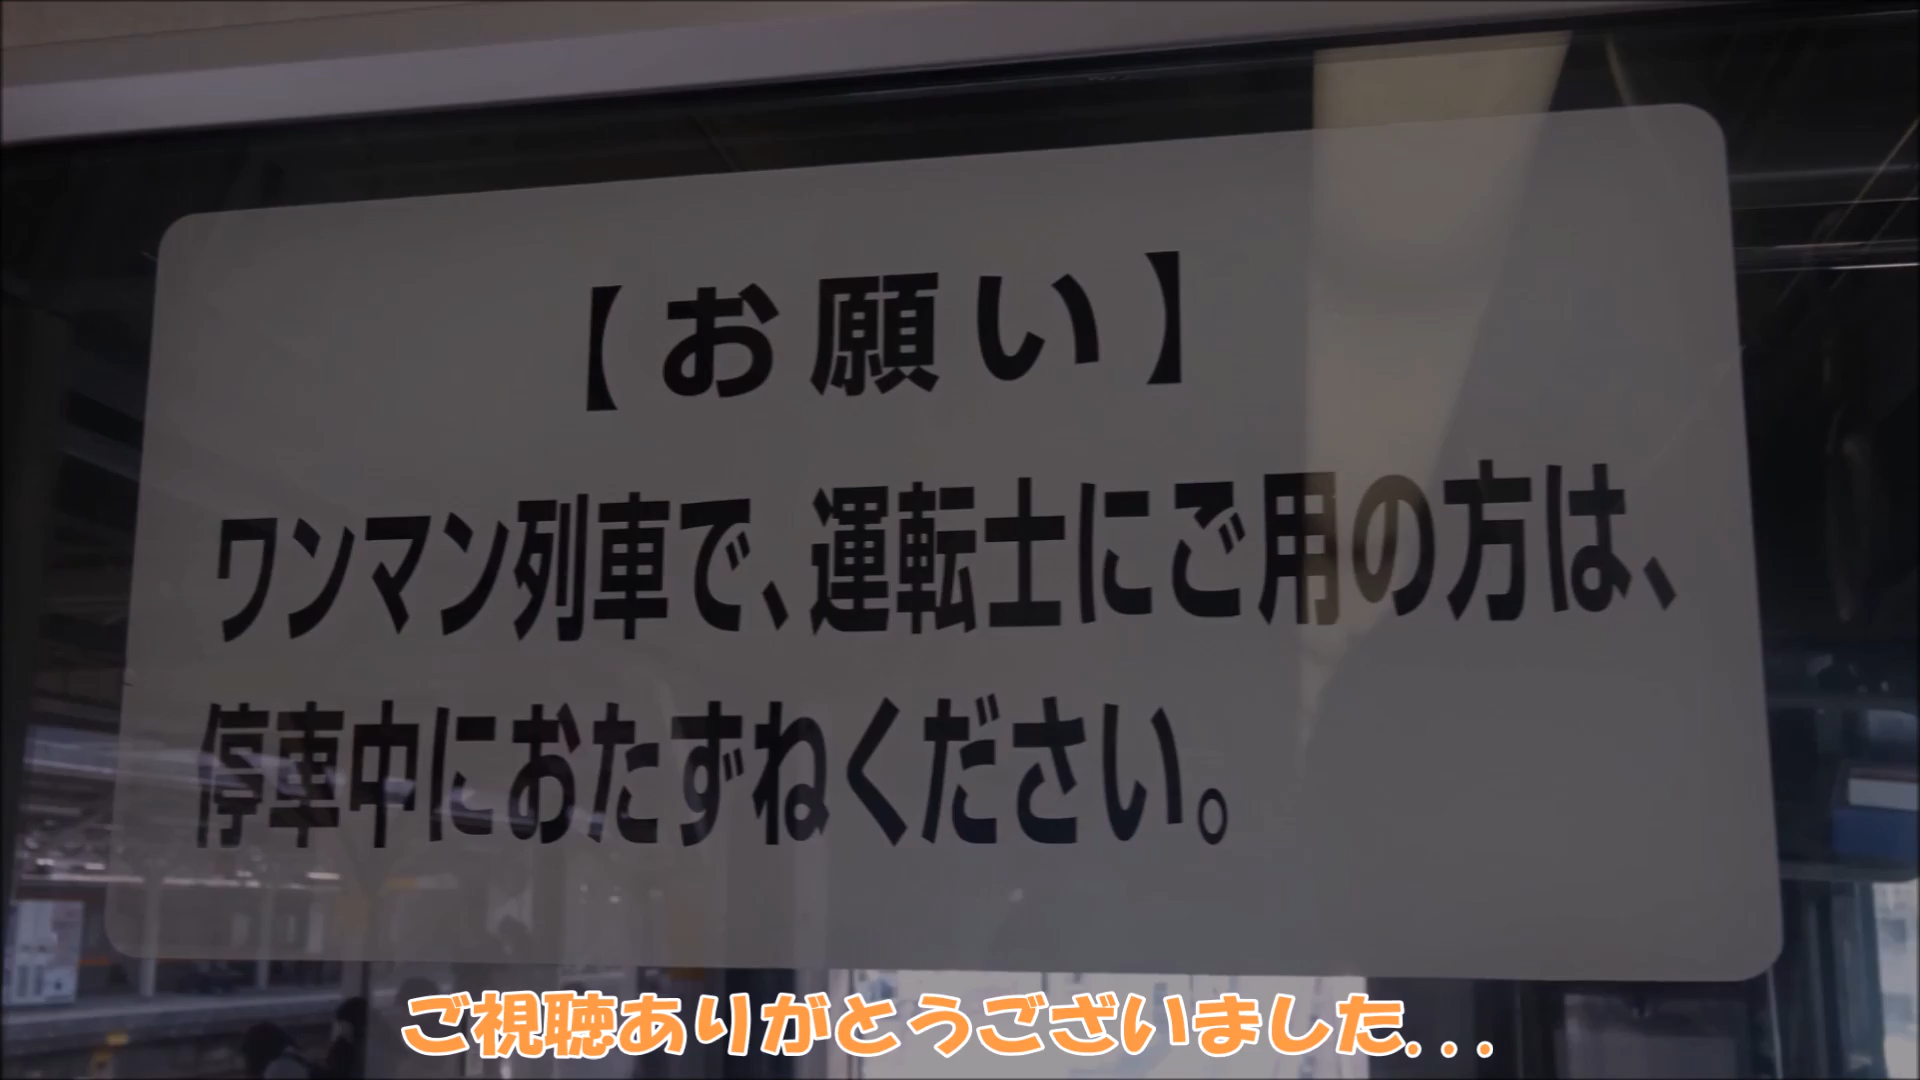 【お願い】
ワンマン列車で、運転士にご用の方は、
停車中におたずねください。
ご視聴ありがとうございました...